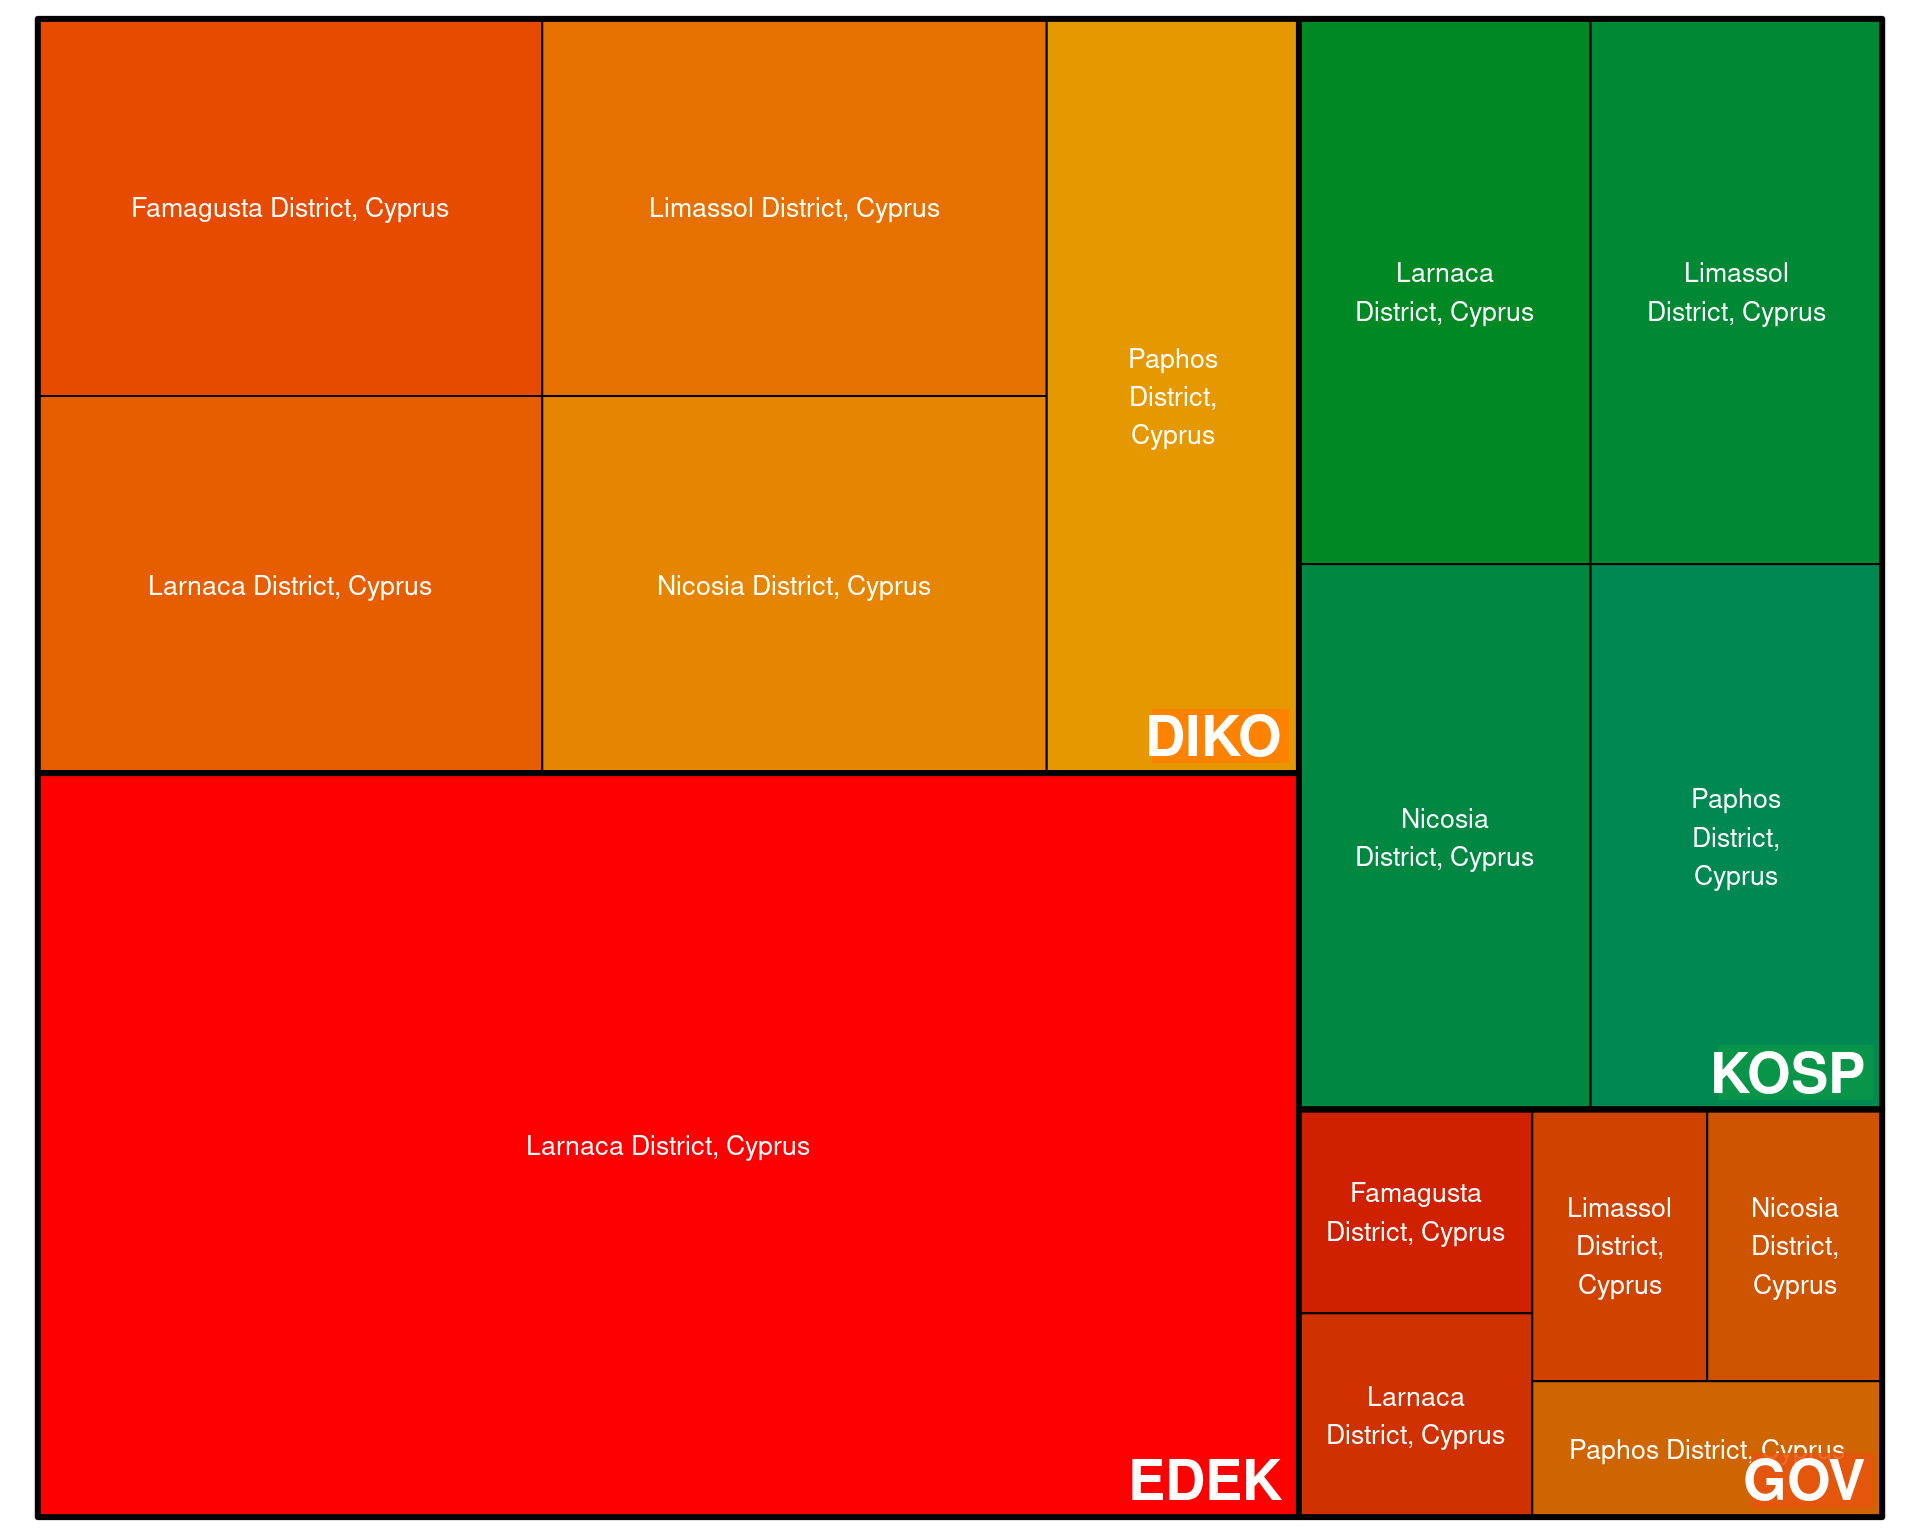 Famagusta District, Cyprus
Limassol District, Cyprus
Larnaca District, Cyprus
Nicosia District, Cyprus
Paphos
District,
Cyprus
DIKO
Larnaca District, Cyprus
EDEK
Larnaca
District, Cyprus
Limassol
District, Cyprus
Nicosia
District, Cyprus
Paphos
District,
Cyprus
KOSP
Famagusta
District, Cyprus
Larnaca
District, Cyprus
Limassol
District,
Cyprus
Nicosia
District,
Cyprus
Paphos District, Cyprus
GOV